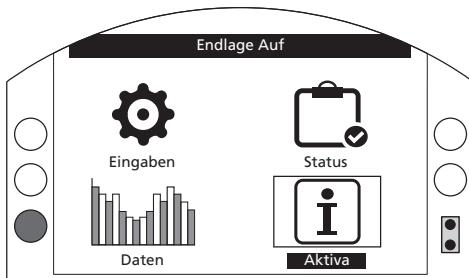 Endlage Auf
Eingaben
Status
Daten
Aktiva